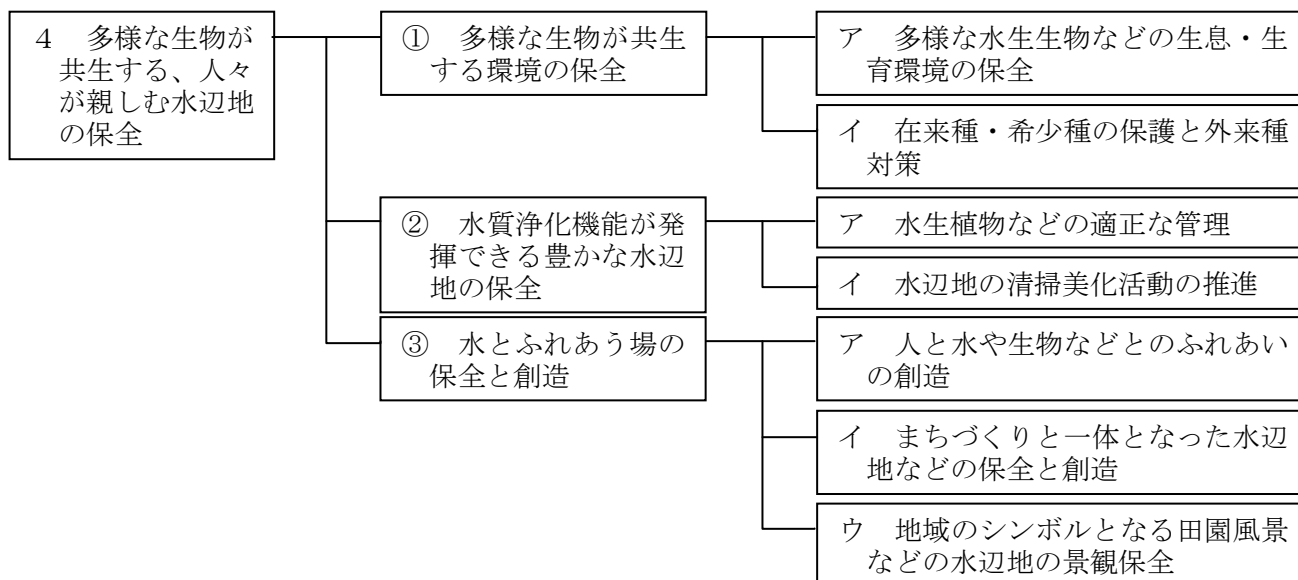 4　多様な生物が
共生する、人々
が親しむ水辺地
の保全
①　多様な生物が共生
する環境の保全
ア　多様な水生生物などの生息・生
育環境の保全
イ　在来種・希少種の保護と外来種
対策
②　水質浄化機能が発
揮できる豊かな水辺
地の保全
ア　水生植物などの適正な管理
イ　水辺地の清掃美化活動の推進
③　水とふれあう場の
保全と創造
ア　人と水や生物などとのふれあい
の創造
イ　まちづくりと一体となった水辺
地などの保全と創造
ウ　地域のシンボルとなる田園風景
などの水辺地の景観保全